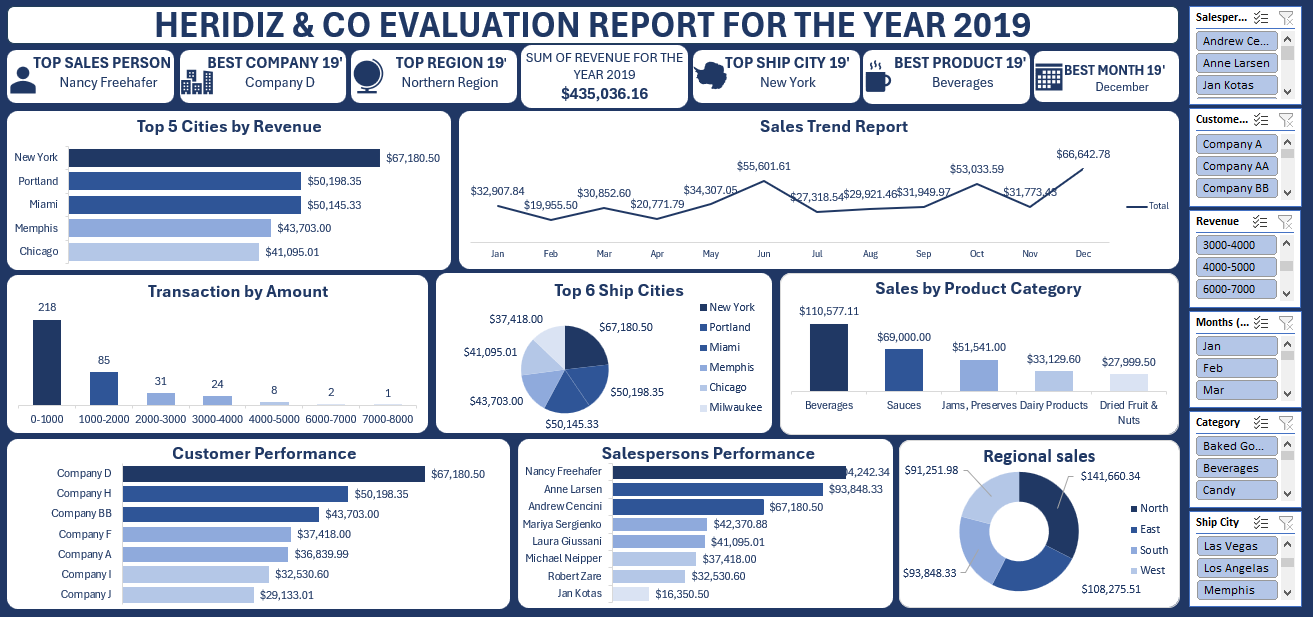 HERIDIZ & CO EVALUATION REPORT FOR THE YEAR 2019
TOP SALES PERSON
Nancy Freehafer
BEST COMPANY 19'
Company D
TOP REGION 19'
Northern Region
SUM OF REVENUE FOR THE
YEAR 2019
$435,036.16
TOP SHIP CITY 19'
New York
BEST PRODUCT 19'
Beverages
BEST MONTH 19'
December
Top 5 Cities by Revenue
New York $67,180.50
Portland $50,198.35
Miami $50,145.33
Memphis $43,703.00
Chicago $41,095.01
Sales Trend Report
$32,907.84 $19,955.50 $30,852.60 $20,771.79 $34,307.05 $55,601.61 $27,318.54 $29,921.46 $31,949.97 $53,033.59 $31,773.43 $66,642.78
Total
Jan Feb Mar Apr May Jun Jul Aug Sep Oct Nov Dec
Transaction by Amount
218 85 31 24 8 2 1
0-1000 1000-2000 2000-3000 3000-4000 4000-5000 6000-7000 7000-8000
Top 6 Ship Cities
$37,418.00
$67,180.50
$41,095.01
$50,198.35
$43,703.00
$50,145.33
New York
Portland
Miami
Memphis
Chicago
Milwaukee
Sales by Product Category
$110,577.11 $69,000.00 $51,541.00 $33,129.60 $27,999.50
Beverages Sauces Jams, Preserves Dairy Products Dried Fruit &
Nuts
Customer Performance
Company D $67,180.50
Company H $50,198.35
Company BB $43,703.00
Company F $37,418.00
Company A $36,839.99
Company I $32,530.60
Company J $29,133.01
Salespersons Performance
Nancy Freehafer 4,242.34
Anne Larsen $93,848.33
Andrew Cencini $67,180.50
Mariya Sergienko $42,370.88
Laura Giussani $41,095.01
Michael Neipper $37,418.00
Robert Zare $32,530.60
Jan Kotas $16,350.50
Regional sales
$91,251.98
$141,660.34
$93,848.33
$108,275.51
North
East
South
West
Salesper...
Andrew Ce...
Anne Larsen
Jan Kotas
Custome...
Company A
Company AA
Company BB
Revenue
3000-4000
4000-5000
6000-7000
Months (...
Jan
Feb
Mar
Category
Baked Go...
Beverages
Candy
Ship City
Las Vegas
Los Angelas
Memphis